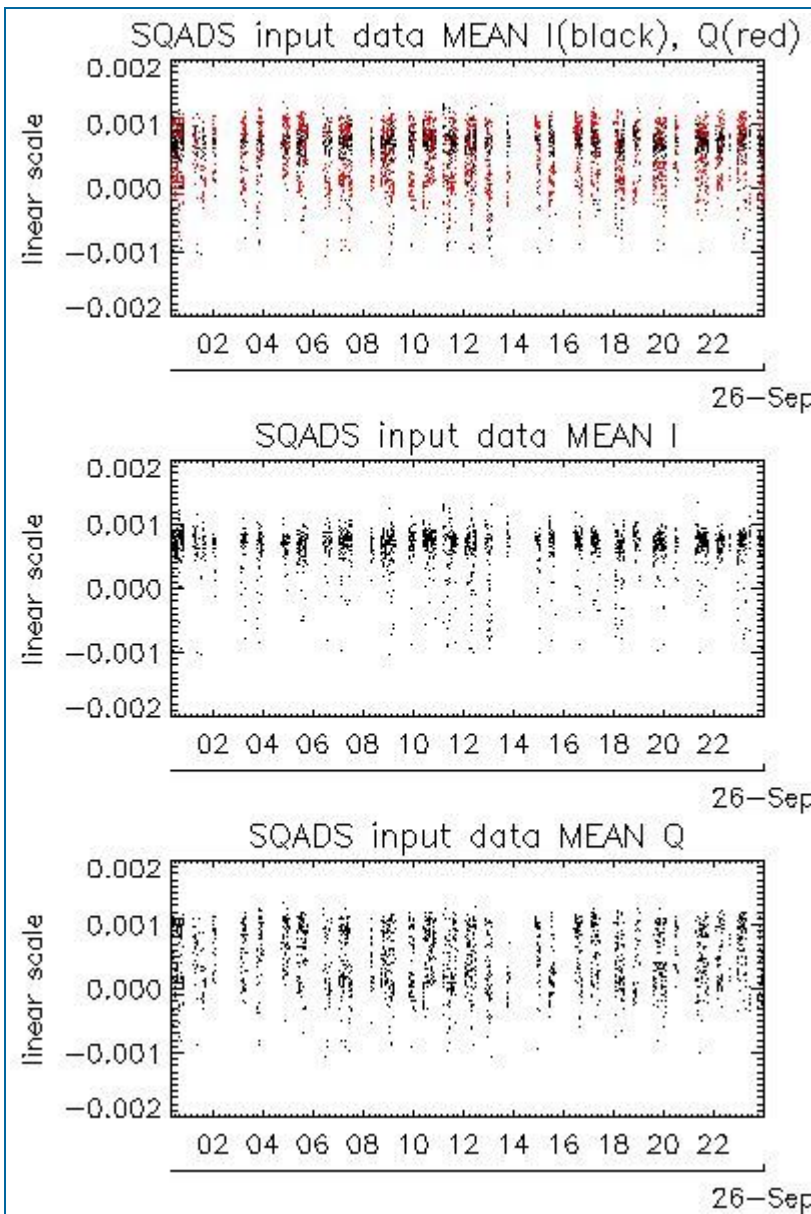 SQADS input data MEAN I(black), Q(red)
0.002
0.001
0.000
−0.001
−0.002
linear scale
02 04 06 08 10 12 14 16 18 20 22
26−Sep
SQADS input data MEAN I
0.002
0.001
0.000
−0.001
−0.002
linear scale
02 04 06 08 10 12 14 16 18 20 22
26−Sep
SQADS input data MEAN Q
0.002
0.001
0.000
−0.001
−0.002
linear scale
02 04 06 08 10 12 14 16 18 20 22
26−Sep